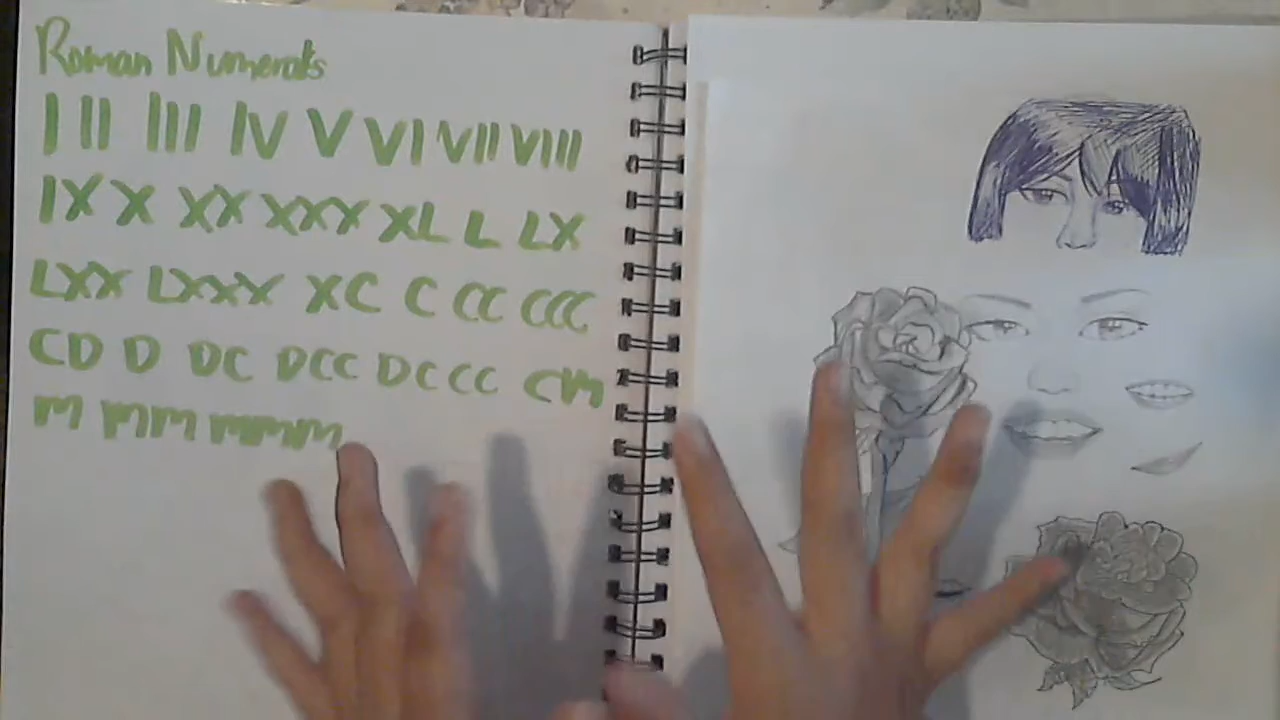 Roman Numerals
I II III IV V VI VII VIII
IX X XX XXX XL L LX
LXX LXXX XC C CC CCC
CD D DC DCC DCCC CM
M MM MMM